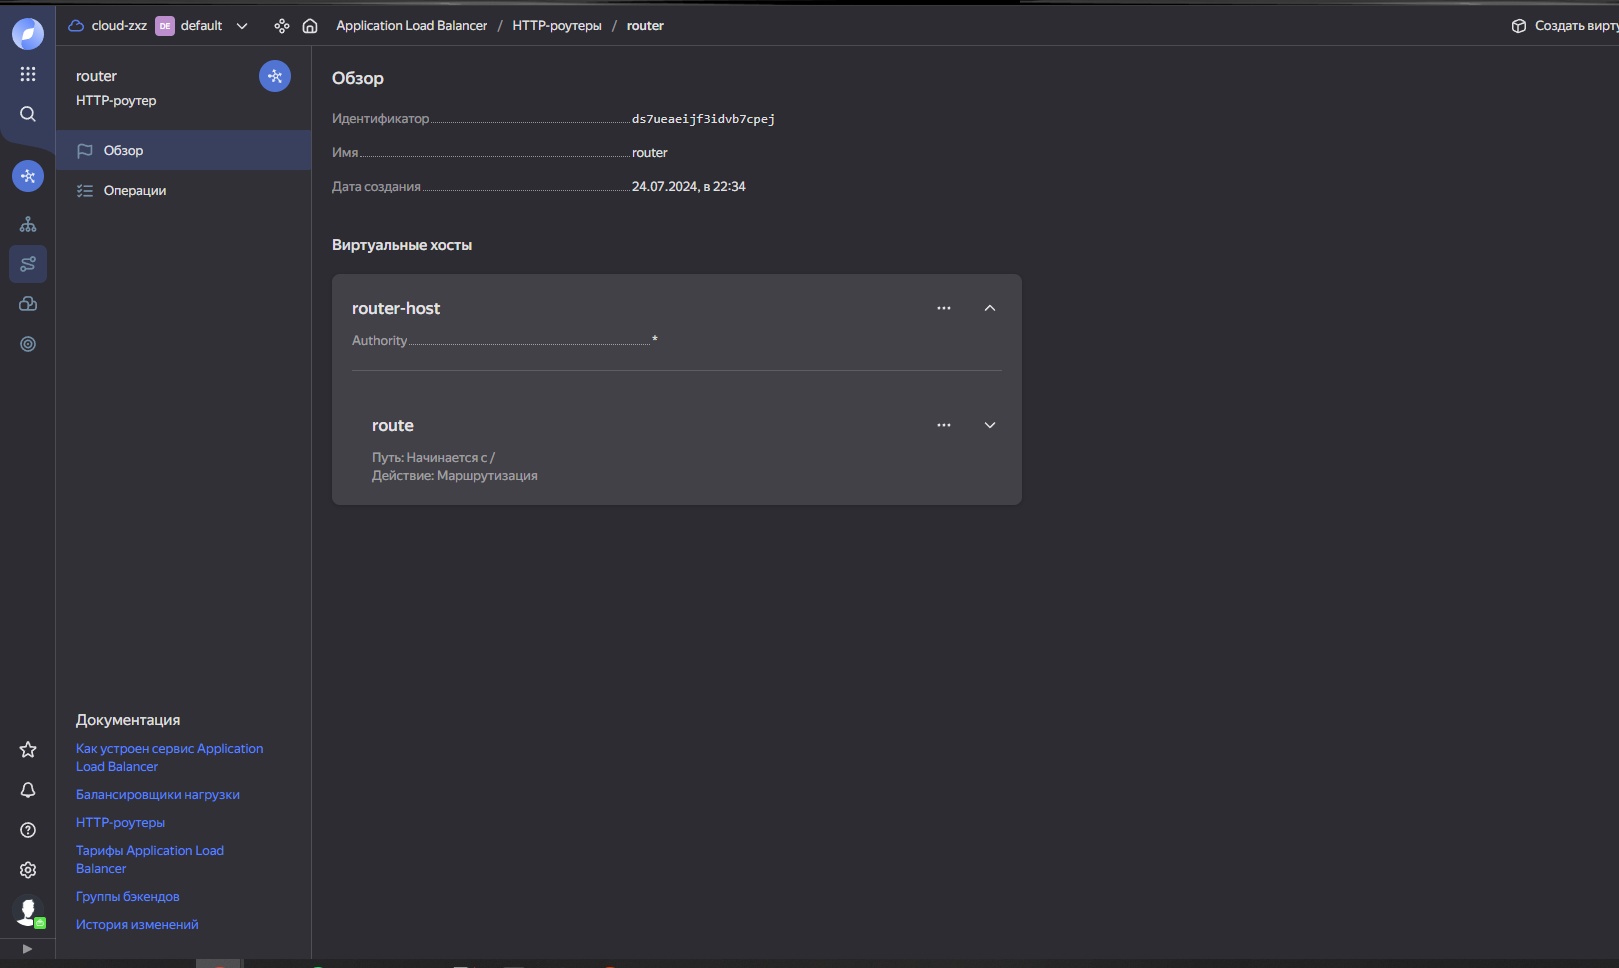 cloud-zxz DE default
Application Load Balancer / HTTP-роутеры / router
Создать вирту
router
HTTP-роутер
Обзор
Операции
Обзор
Идентификатор ds7ueaeijf3idvb7cpej
Имя router
Дата создания 24.07.2024, в 22:34
Виртуальные хосты
router-host
Authority *
route
Путь: Начинается с /
Действие: Маршрутизация
Документация
Как устроен сервис Application
Load Balancer
Балансировщики нагрузки
HTTP-роутеры
Тарифы Application Load
Balancer
Группы бэкендов
История изменений